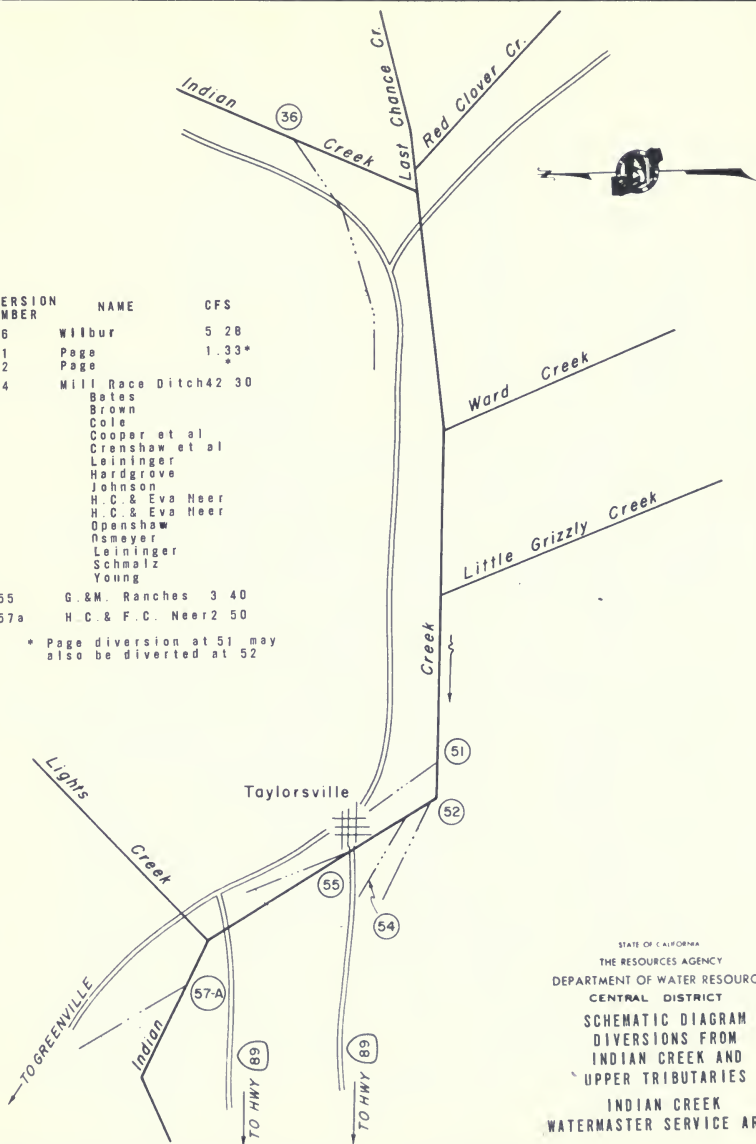 Indian Creek
36
Last Chance Cr.
Red Clover Cr.
ERSION NAME CFS
MBER
6 Wilbur 5 28
1 Page 1.33*
2 Page *
4 Mill Race Ditch 42 30
Bates
Brown
Cole
Cooper et al
Crenshaw et al
Leininger
Hardgrove
Johnson
H.C.& Eva Neer
H.C.& Eva Neer
Openshaw
Osmeyer
Leininger
Schmalz
Young
55 G.&M. Ranches 3 40
57a H.C.& F.C. Neer 2 50
* Page diversion at 51 may
also be diverted at 52
Ward Creek
Little Grizzly Creek
Creek
51
Taylorsville
52
Lights Creek
55
54
57-A
Indian
TO GREENVILLE
TO HWY 89
TO HWY 89
STATE OF CALIFORNIA
THE RESOURCES AGENCY
DEPARTMENT OF WATER RESOURC
CENTRAL DISTRICT
SCHEMATIC DIAGRAM
DIVERSIONS FROM
INDIAN CREEK AND
UPPER TRIBUTARIES
INDIAN CREEK
WATERMASTER SERVICE AR